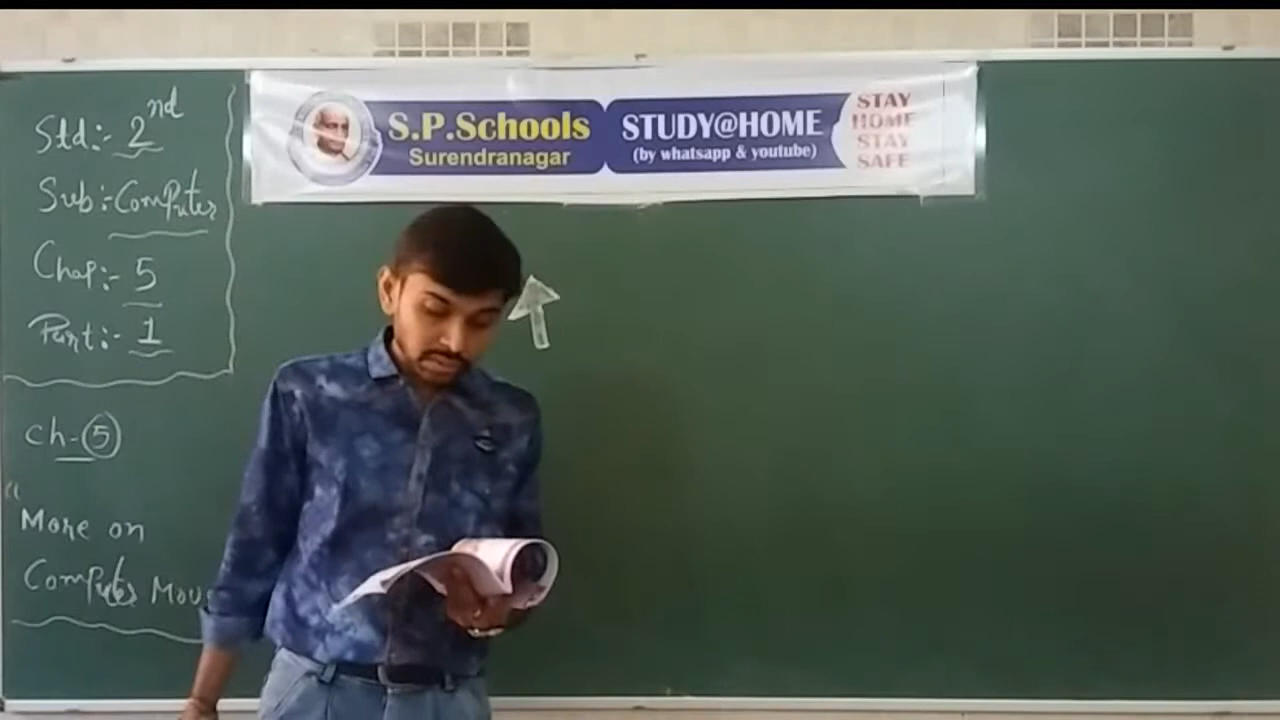 Std:- 2nd
Sub:- Computer
Chap:- 5
Part:- 1
Ch-5
"More on
Computer Mou
S.P.Schools
Surendranagar
STUDY@HOME
(by whatsapp & youtube)
STAY
HOME
STAY
SAFE